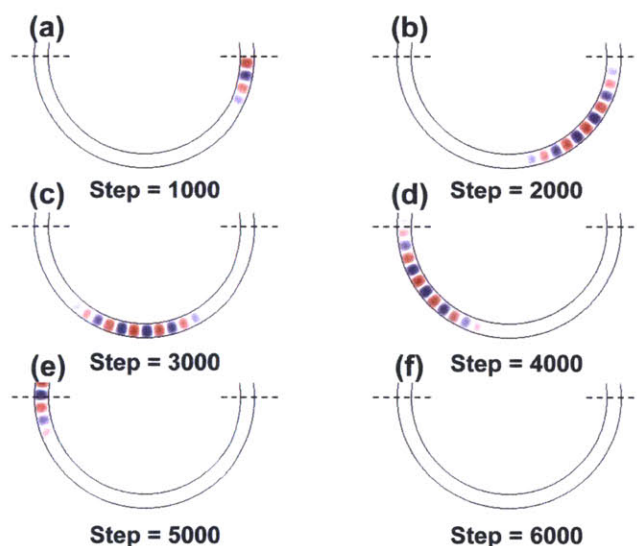 (a)
(b)
Step = 1000
Step = 2000
(c)
(d)
Step = 3000
Step = 4000
(e)
(f)
Step = 5000
Step = 6000